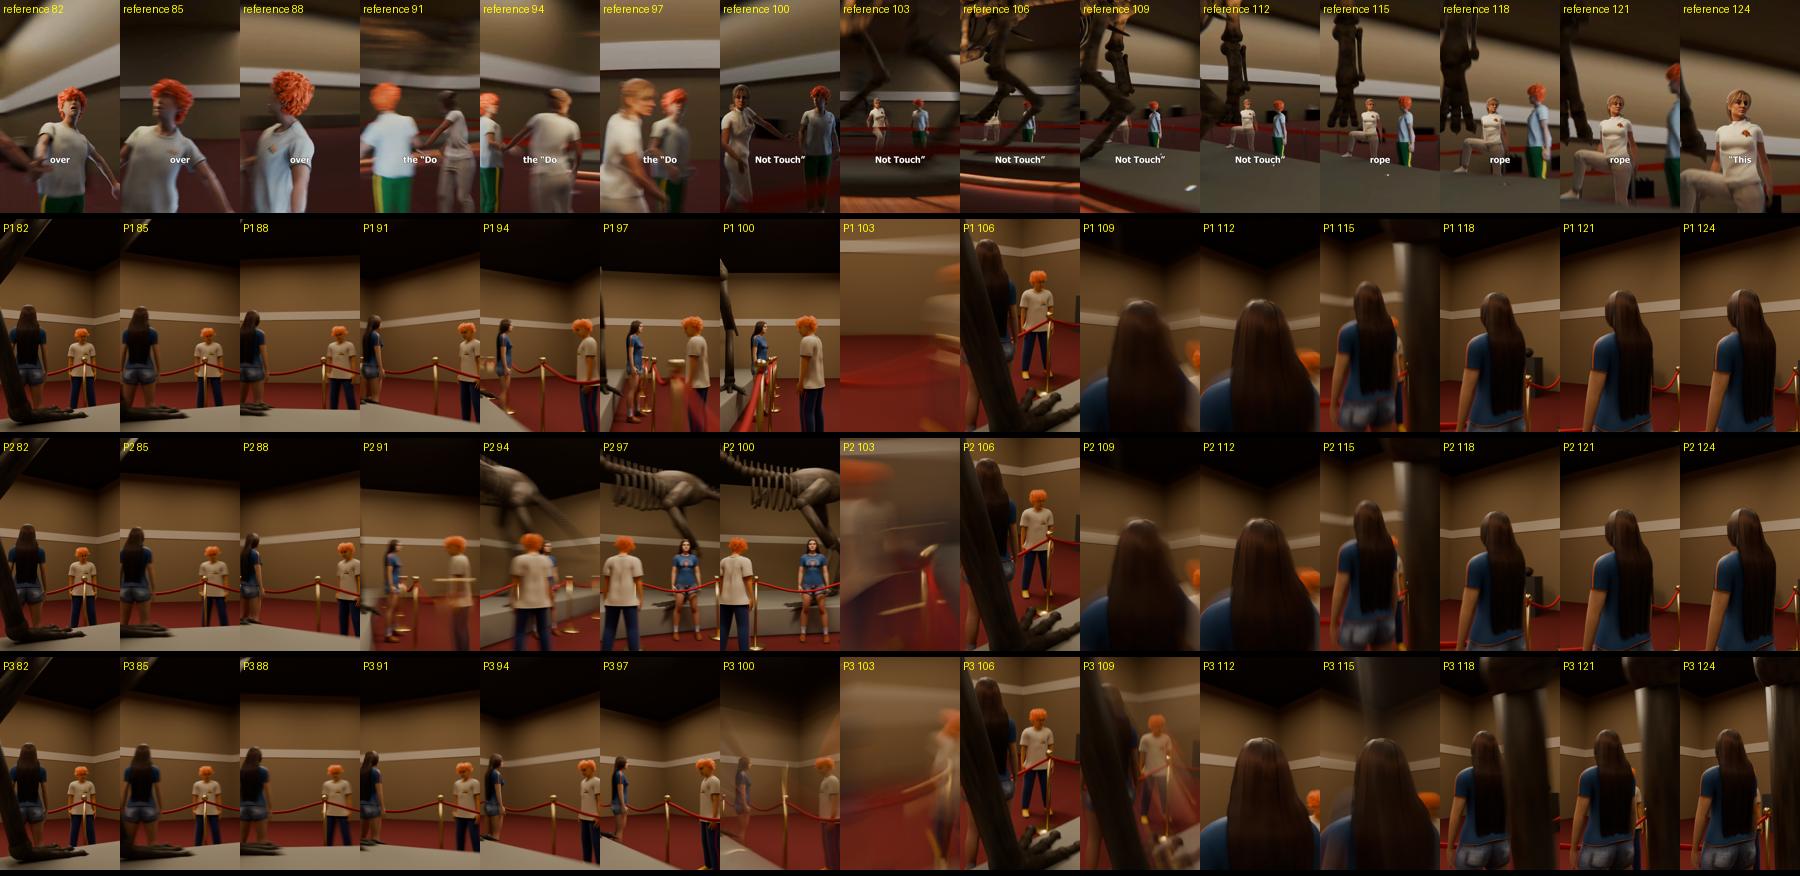 reference 82 reference 85 reference 88 reference 91 reference 94 reference 97 reference 100 reference 103 reference 106 reference 109 reference 112 reference 115 reference 118 reference 121 reference 124
over over over the "Do the "Do the "Do Not Touch" Not Touch" Not Touch" Not Touch" Not Touch" rope rope rope "This
P1 82 P1 85 P1 88 P1 91 P1 94 P1 97 P1 100 P1 103 P1 106 P1 109 P1 112 P1 115 P1 118 P1 121 P1 124
P2 82 P2 85 P2 88 P2 91 P2 94 P2 97 P2 100 P2 103 P2 106 P2 109 P2 112 P2 115 P2 118 P2 121 P2 124
P3 82 P3 85 P3 88 P3 91 P3 94 P3 97 P3 100 P3 103 P3 106 P3 109 P3 112 P3 115 P3 118 P3 121 P3 124